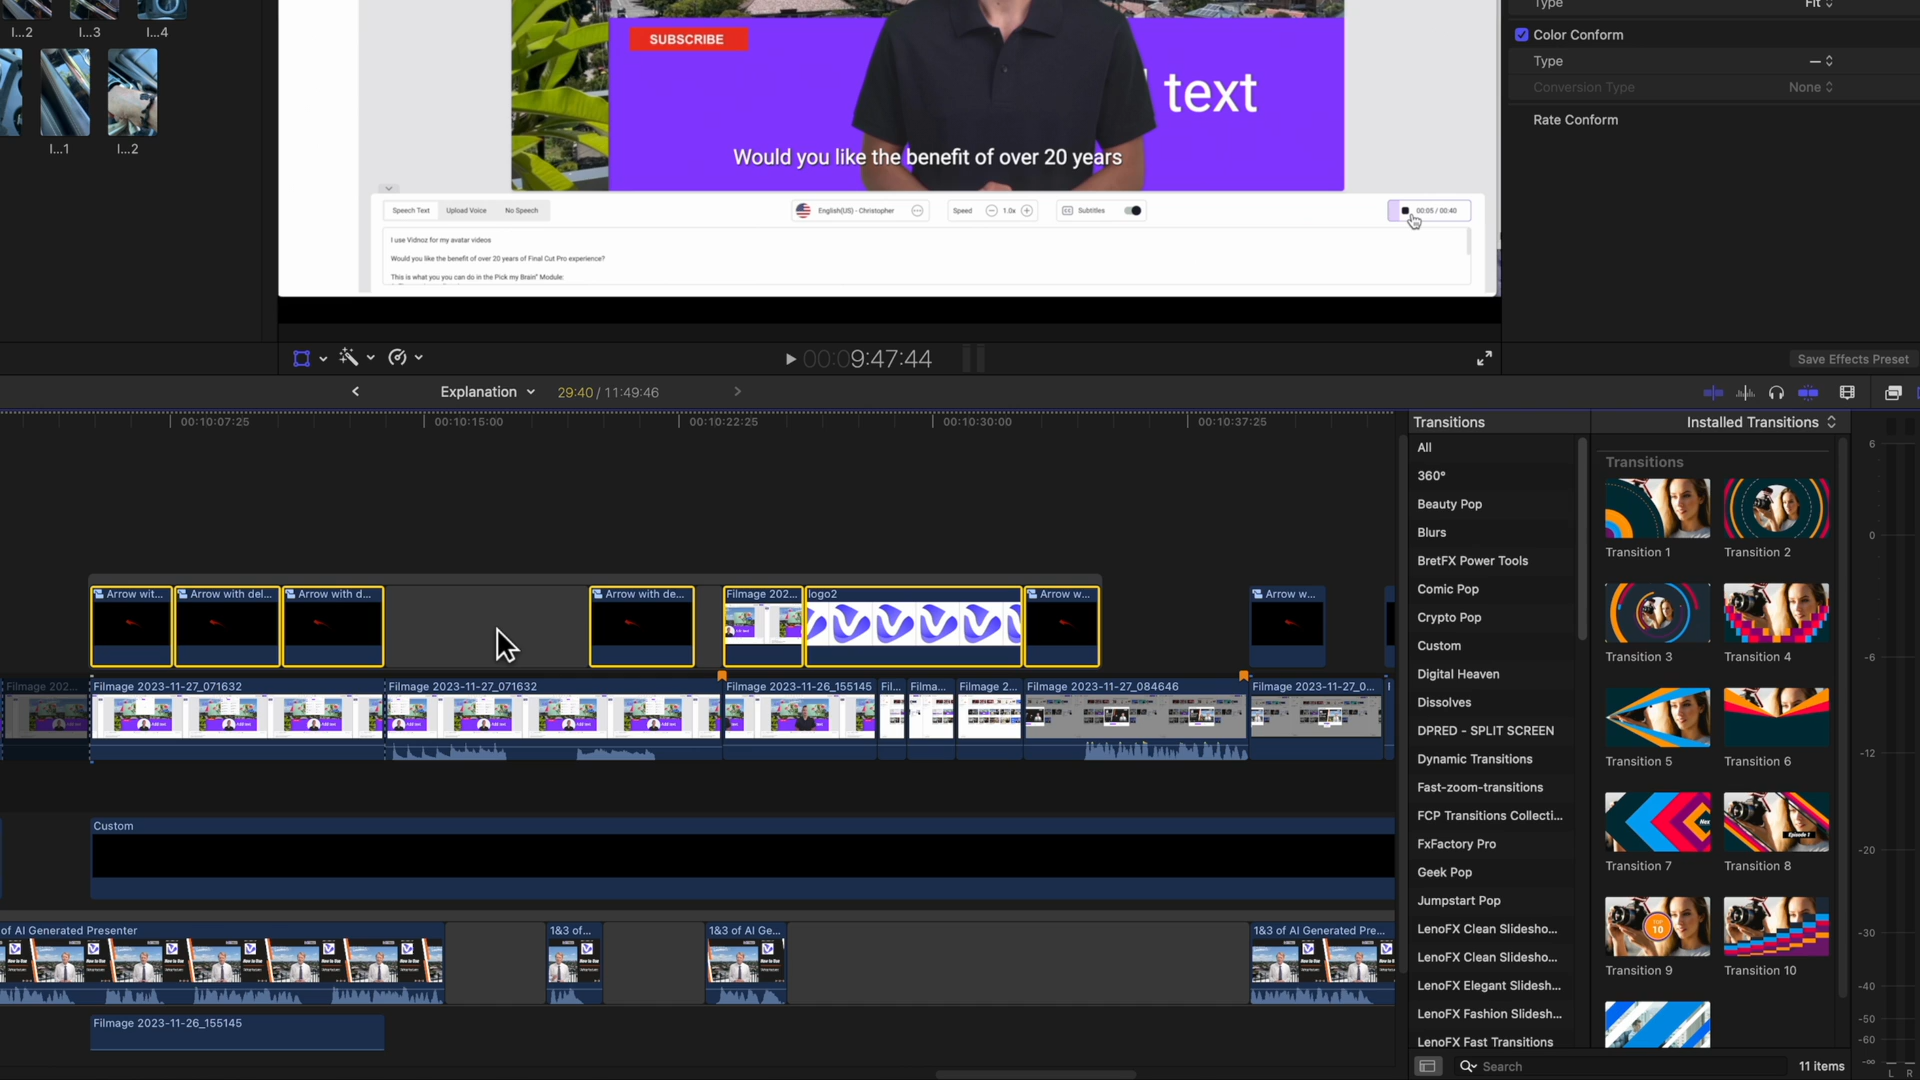 I...2
I...3
I...4
I...1
I...2
SUBSCRIBE
text
Would you like the benefit of over 20 years
Speech Text
Upload Voice
No Speech
English(US) - Christopher
Speed
1.0x
Subtitles
00:05 / 00:40
I use Vidnoz for my avatar videos
Would you like the benefit of over 20 years of Final Cut Pro experience?
This is what you you can do in the Pick my Brain" Module:
Type
Fit
Color Conform
Type
Conversion Type
None
Rate Conform
00:09:47:44
Save Effects Preset
Explanation
29:40 / 11:49:46
00:10:07:25
00:10:15:00
00:10:22:25
00:10:30:00
00:10:37:25
Arrow wit...
Arrow with del...
Arrow with d...
Arrow with de...
Filmage 202...
logo2
Arrow w...
Arrow w...
Filmage 202...
Filmage 2023-11-27_071632
Filmage 2023-11-27_071632
Filmage 2023-11-26_155145
Fil...
Filma...
Filmage 2...
Filmage 2023-11-27_084646
Filmage 2023-11-27_0...
Custom
of AI Generated Presenter
1&3 of...
1&3 of AI Ge...
1&3 of AI Generated Pre...
Filmage 2023-11-26_155145
Transitions
Installed Transitions
All
360°
Beauty Pop
Blurs
BretFX Power Tools
Comic Pop
Crypto Pop
Custom
Digital Heaven
Dissolves
DPRED - SPLIT SCREEN
Dynamic Transitions
Fast-zoom-transitions
FCP Transitions Collecti...
FxFactory Pro
Geek Pop
Jumpstart Pop
LenoFX Clean Slidesho...
LenoFX Clean Slidesho...
LenoFX Elegant Slidesh...
LenoFX Fashion Slidesh...
LenoFX Fast Transitions
Transitions
Transition 1
Transition 2
Transition 3
Transition 4
Transition 5
Transition 6
Transition 7
Transition 8
Transition 9
Transition 10
Search
11 items
6
0
-6
-12
-20
-30
-40
-50
-60
-∞
L R